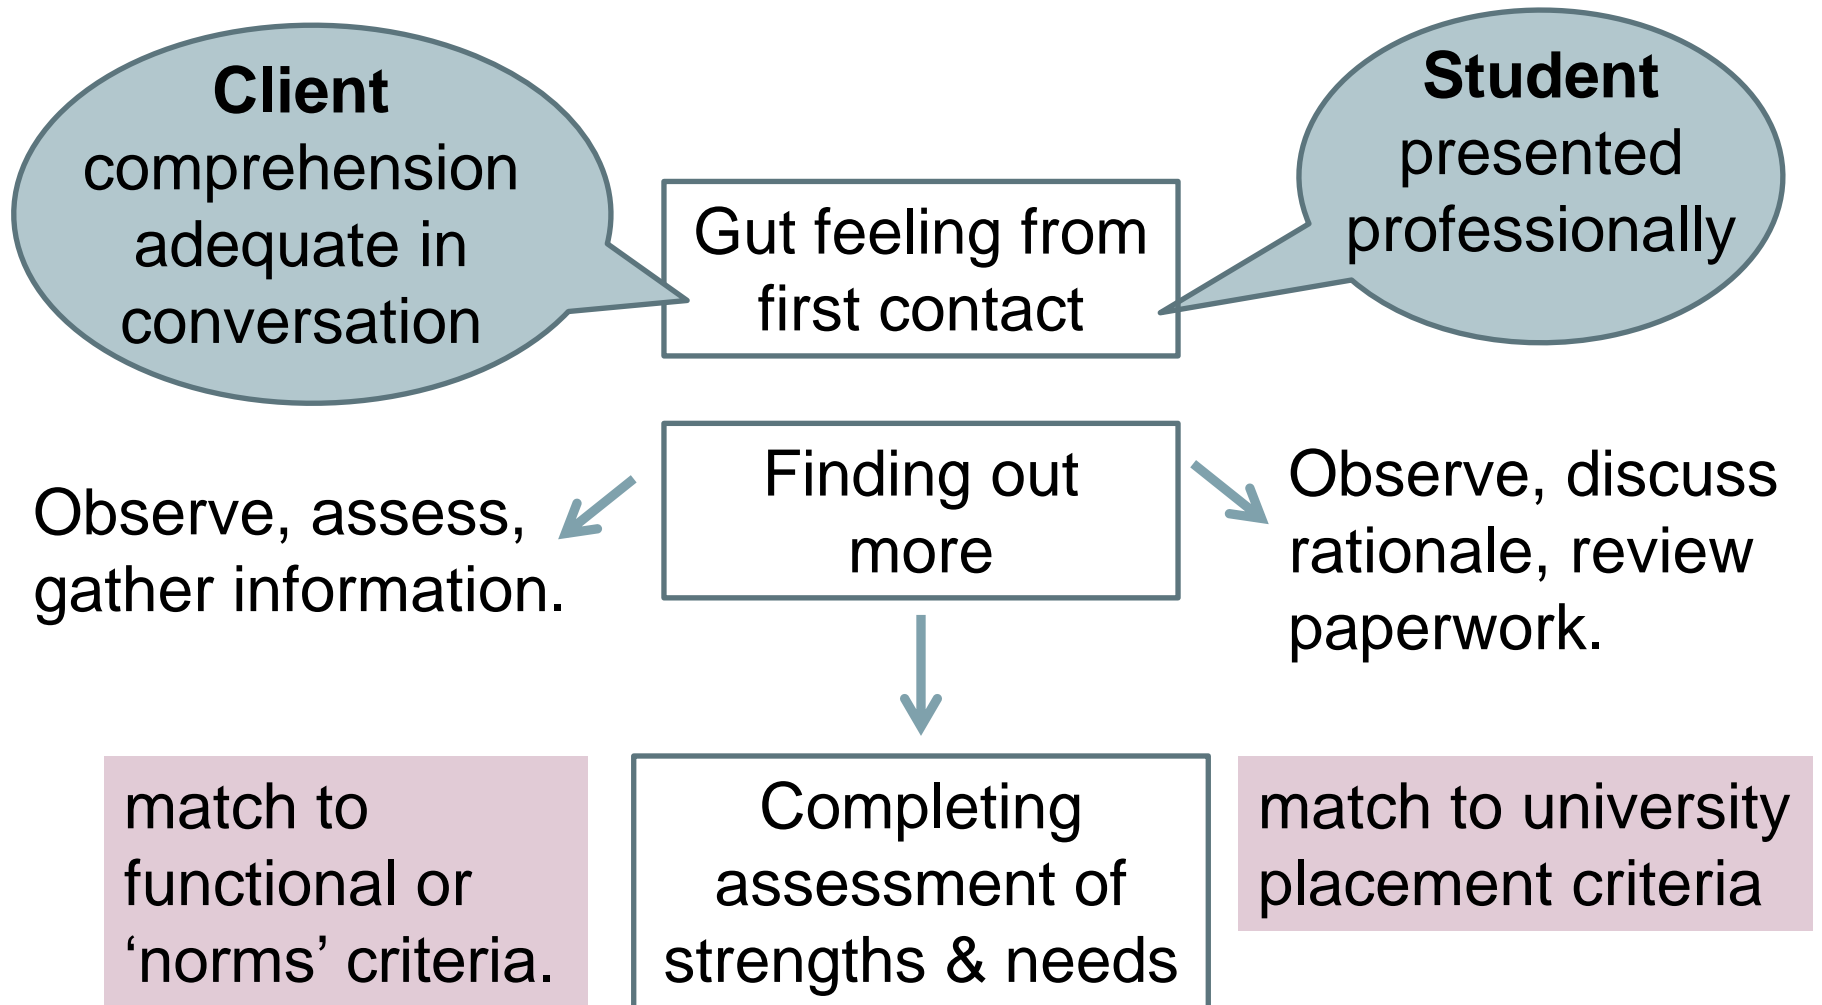 Client
comprehension
adequate in
conversation
Student
presented
professionally
Gut feeling from
first contact
Finding out
more
Observe, assess,
gather information.
Observe, discuss
rationale, review
paperwork.
match to
functional or
‘norms’ criteria.
Completing
assessment of
strengths & needs
match to university
placement criteria